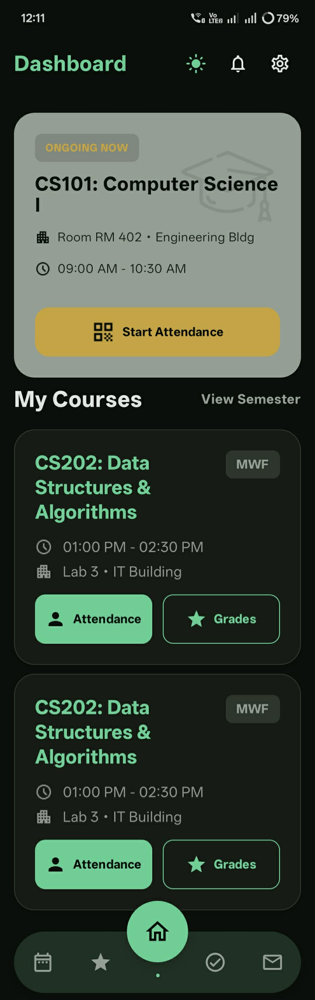 12:11
Vo
LTE2
79%
Dashboard
ONGOING NOW
CS101: Computer Science
I
Room RM 402 • Engineering Bldg
09:00 AM - 10:30 AM
Start Attendance
My Courses
View Semester
CS202: Data
Structures &
Algorithms
MWF
01:00 PM - 02:30 PM
Lab 3 • IT Building
Attendance
Grades
CS202: Data
Structures &
Algorithms
MWF
01:00 PM - 02:30 PM
Lab 3 • IT Building
Attendance
Grades